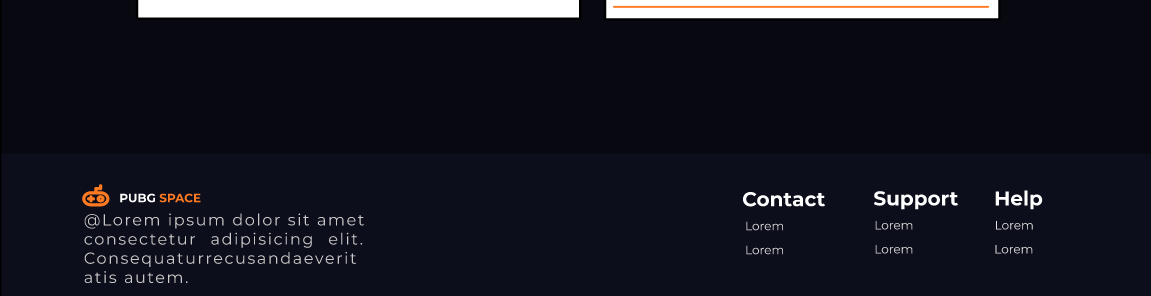 PUBG SPACE
@Lorem ipsum dolor sit amet
consectetur adipisicing elit.
Consequaturrecusandaeverit
atis autem.
Contact
Lorem
Lorem
Support
Lorem
Lorem
Help
Lorem
Lorem